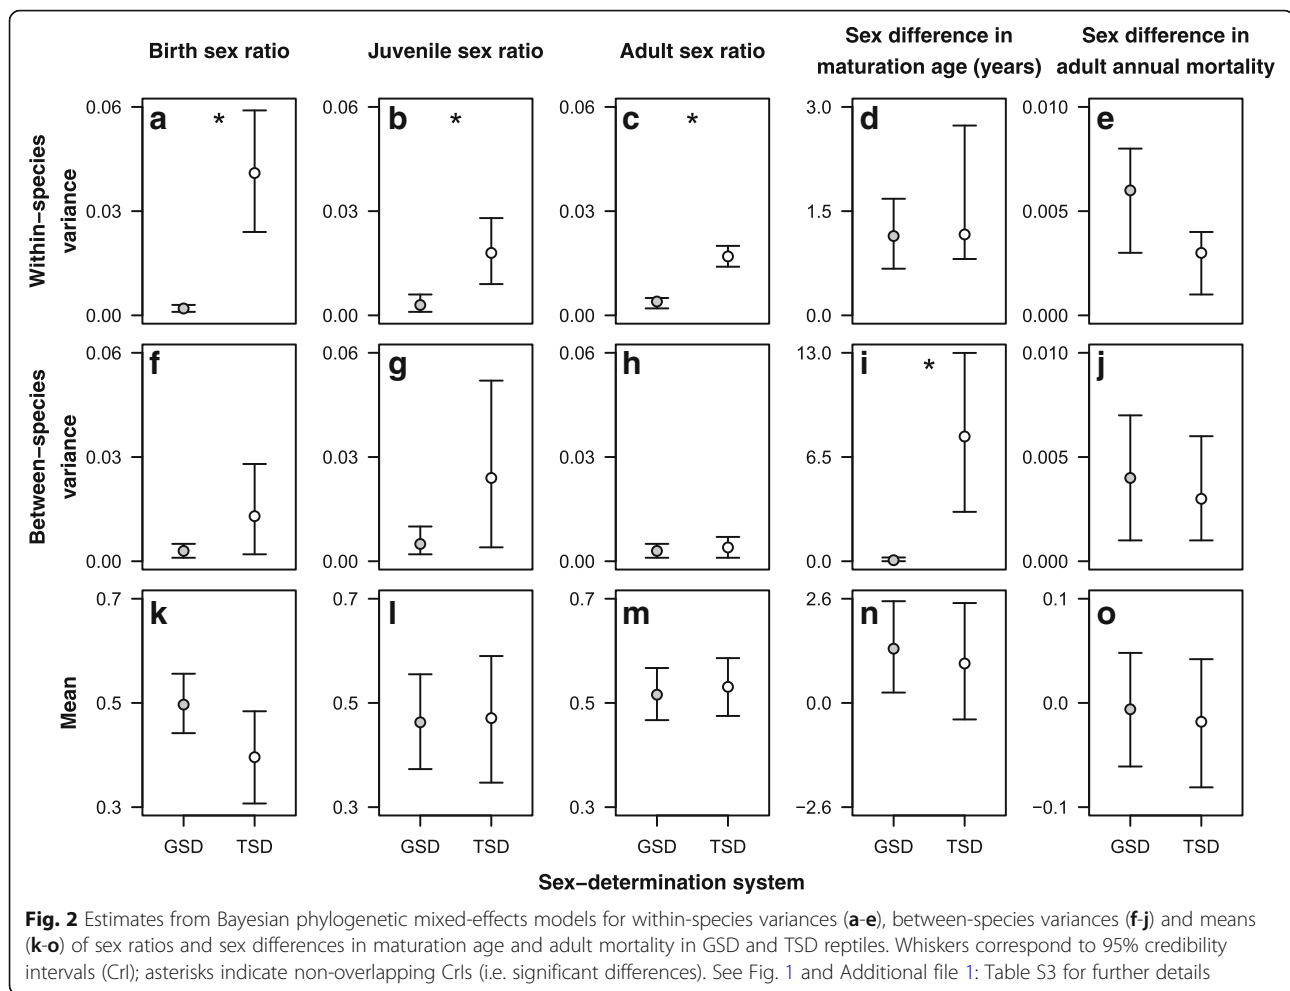 Birth sex ratio
Juvenile sex ratio
Adult sex ratio
Sex difference in
maturation age (years)
Sex difference in
adult annual mortality
Within−species
variance
0.06
0.03
0.00
a
*
0.06
0.03
0.00
b
*
0.06
0.03
0.00
c
*
3.0
1.5
0.0
d
0.010
0.005
0.000
e
Between−species
variance
0.06
0.03
0.00
f
0.06
0.03
0.00
g
0.06
0.03
0.00
h
13.0
6.5
0.0
i
*
0.010
0.005
0.000
j
Mean
0.7
0.5
0.3
k
0.7
0.5
0.3
l
0.7
0.5
0.3
m
2.6
0.0
−2.6
n
0.1
0.0
−0.1
o
GSD TSD
GSD TSD
GSD TSD
GSD TSD
GSD TSD
Sex−determination system
Fig. 2 Estimates from Bayesian phylogenetic mixed-effects models for within-species variances (a-e), between-species variances (f-j) and means
(k-o) of sex ratios and sex differences in maturation age and adult mortality in GSD and TSD reptiles. Whiskers correspond to 95% credibility
intervals (CrI); asterisks indicate non-overlapping CrIs (i.e. significant differences). See Fig. 1 and Additional file 1: Table S3 for further details